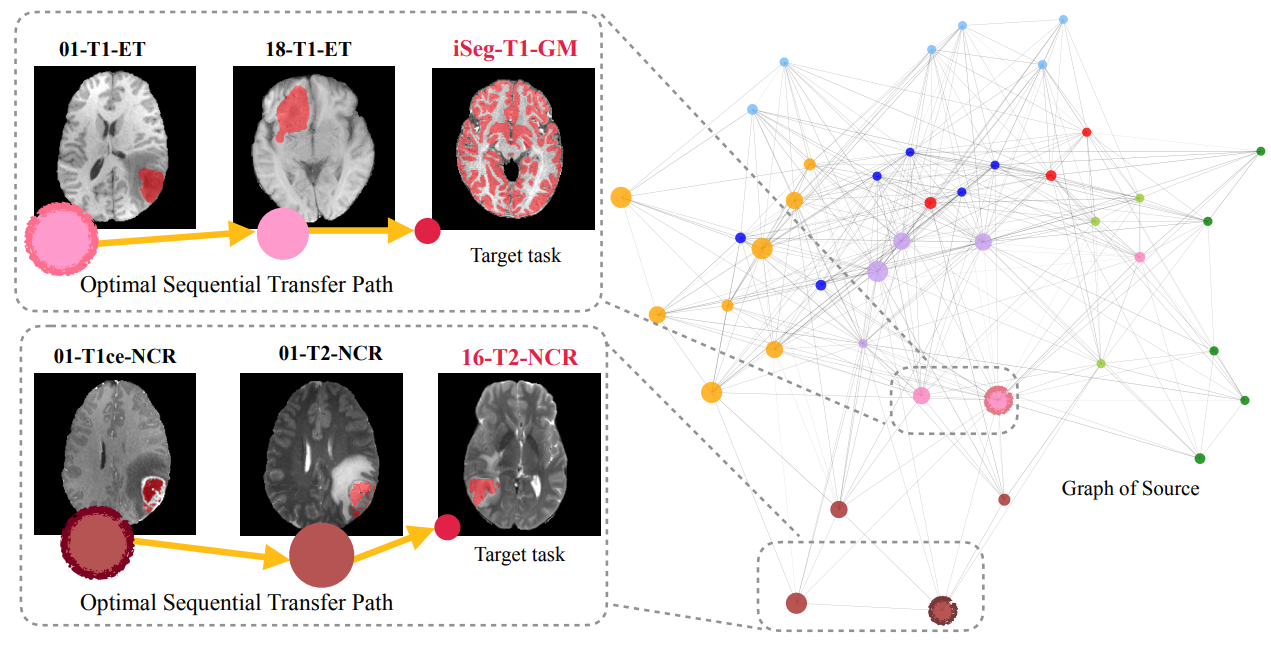 01-T1-ET
18-T1-ET
iSeg-T1-GM
Target task
Optimal Sequential Transfer Path
01-T1ce-NCR
01-T2-NCR
16-T2-NCR
Target task
Optimal Sequential Transfer Path
Graph of Source